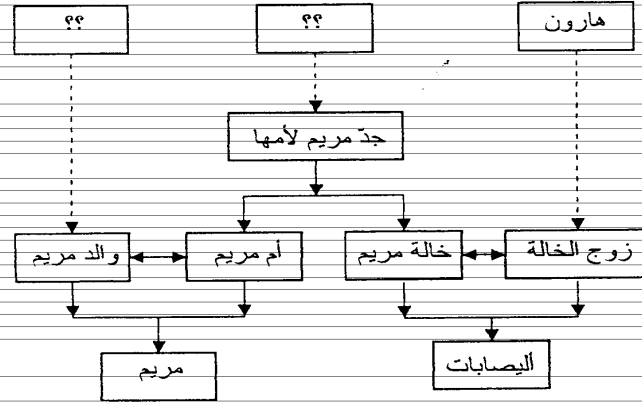 هارون
؟؟
؟؟
جدّ مريم لأمها
زوج الخالة
خالة مريم
أم مريم
والد مريم
أليصابات
مريم